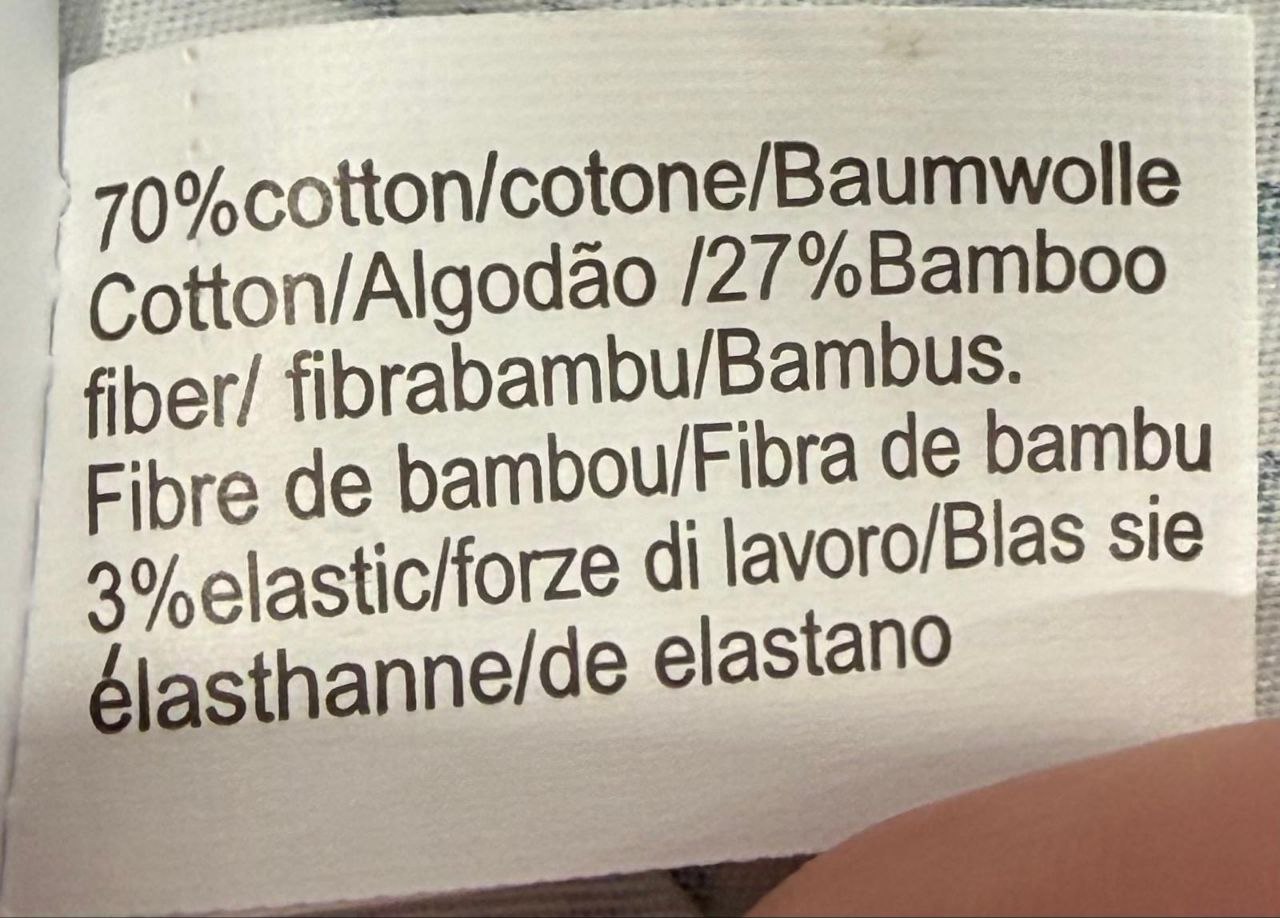 70%cotton/cotone/Baumwolle
Cotton/Algodão /27%Bamboo
fiber/ fibrabambu/Bambus.
Fibre de bambou/Fibra de bambu
3%elastic/forze di lavoro/Blas sie
élasthanne/de elastano